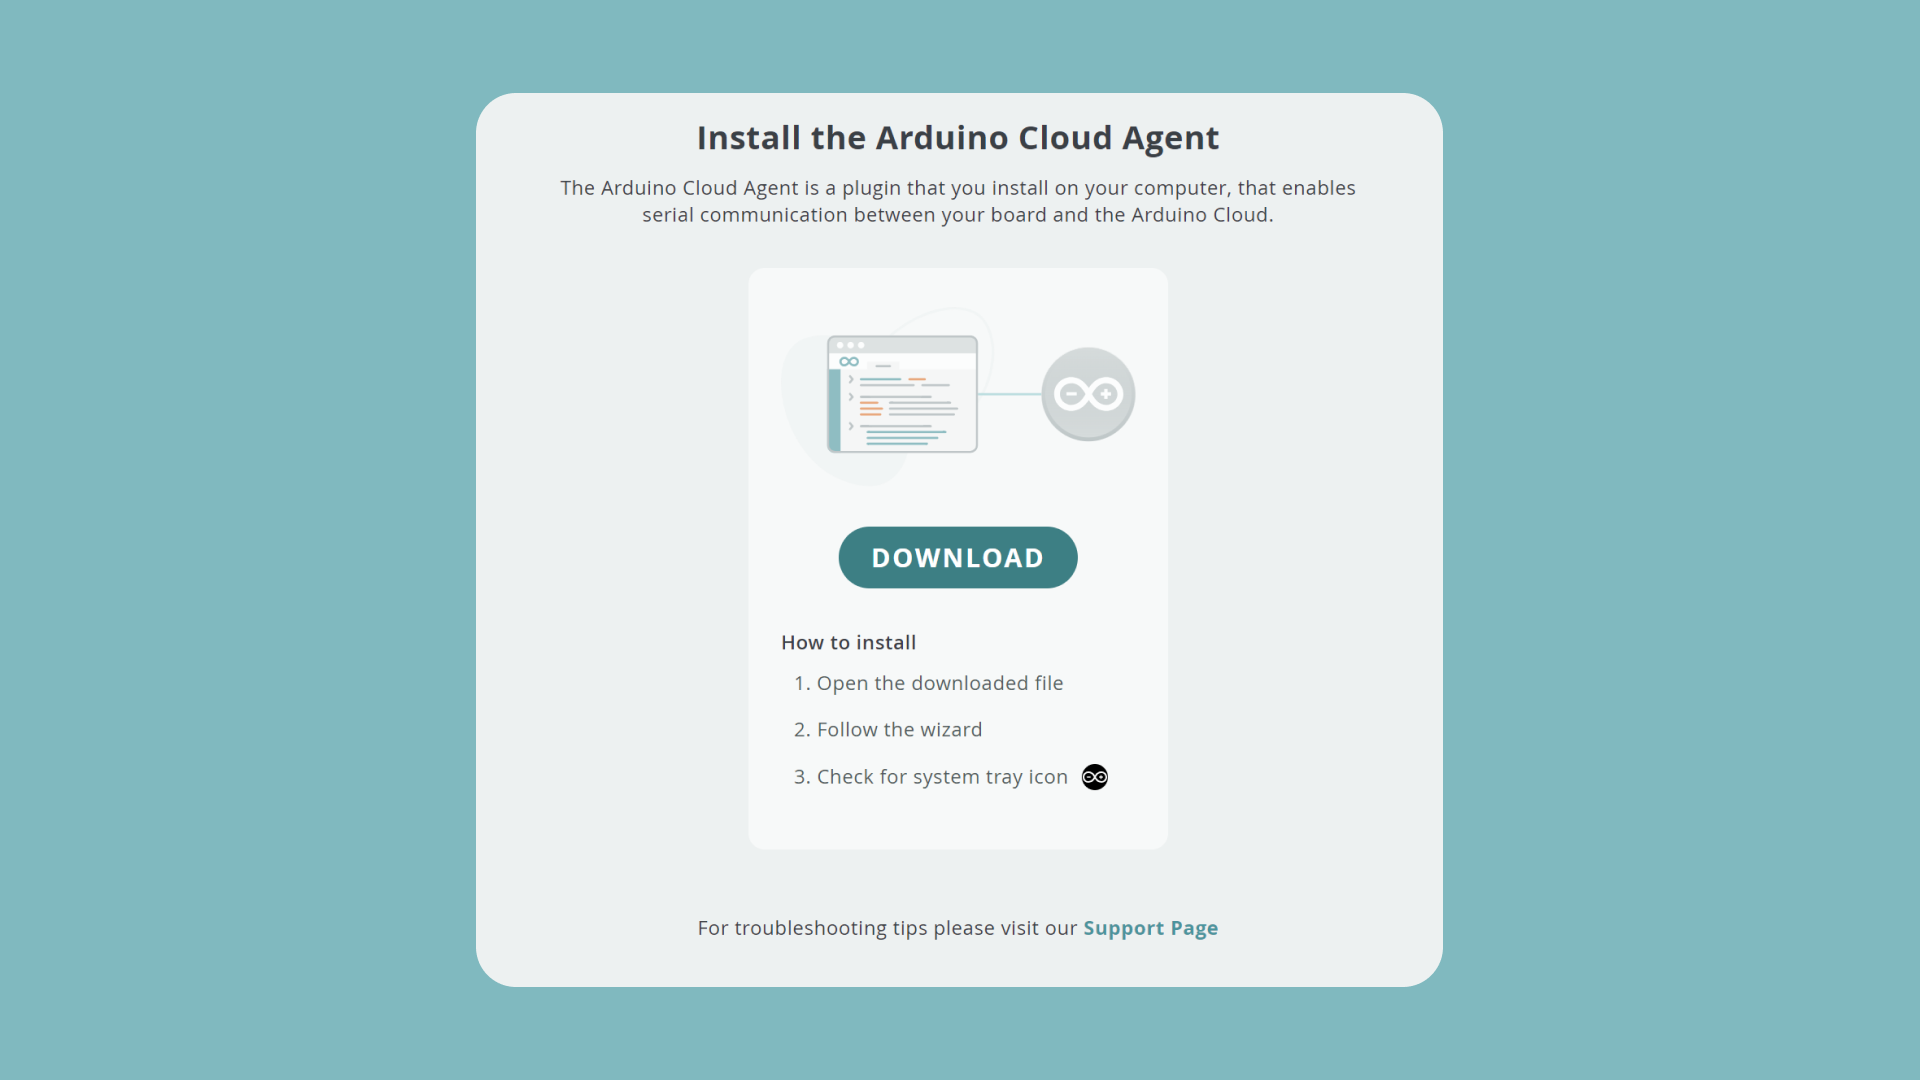 Install the Arduino Cloud Agent
The Arduino Cloud Agent is a plugin that you install on your computer, that enables
serial communication between your board and the Arduino Cloud.
DOWNLOAD
How to install
1. Open the downloaded file
2. Follow the wizard
3. Check for system tray icon
For troubleshooting tips please visit our Support Page